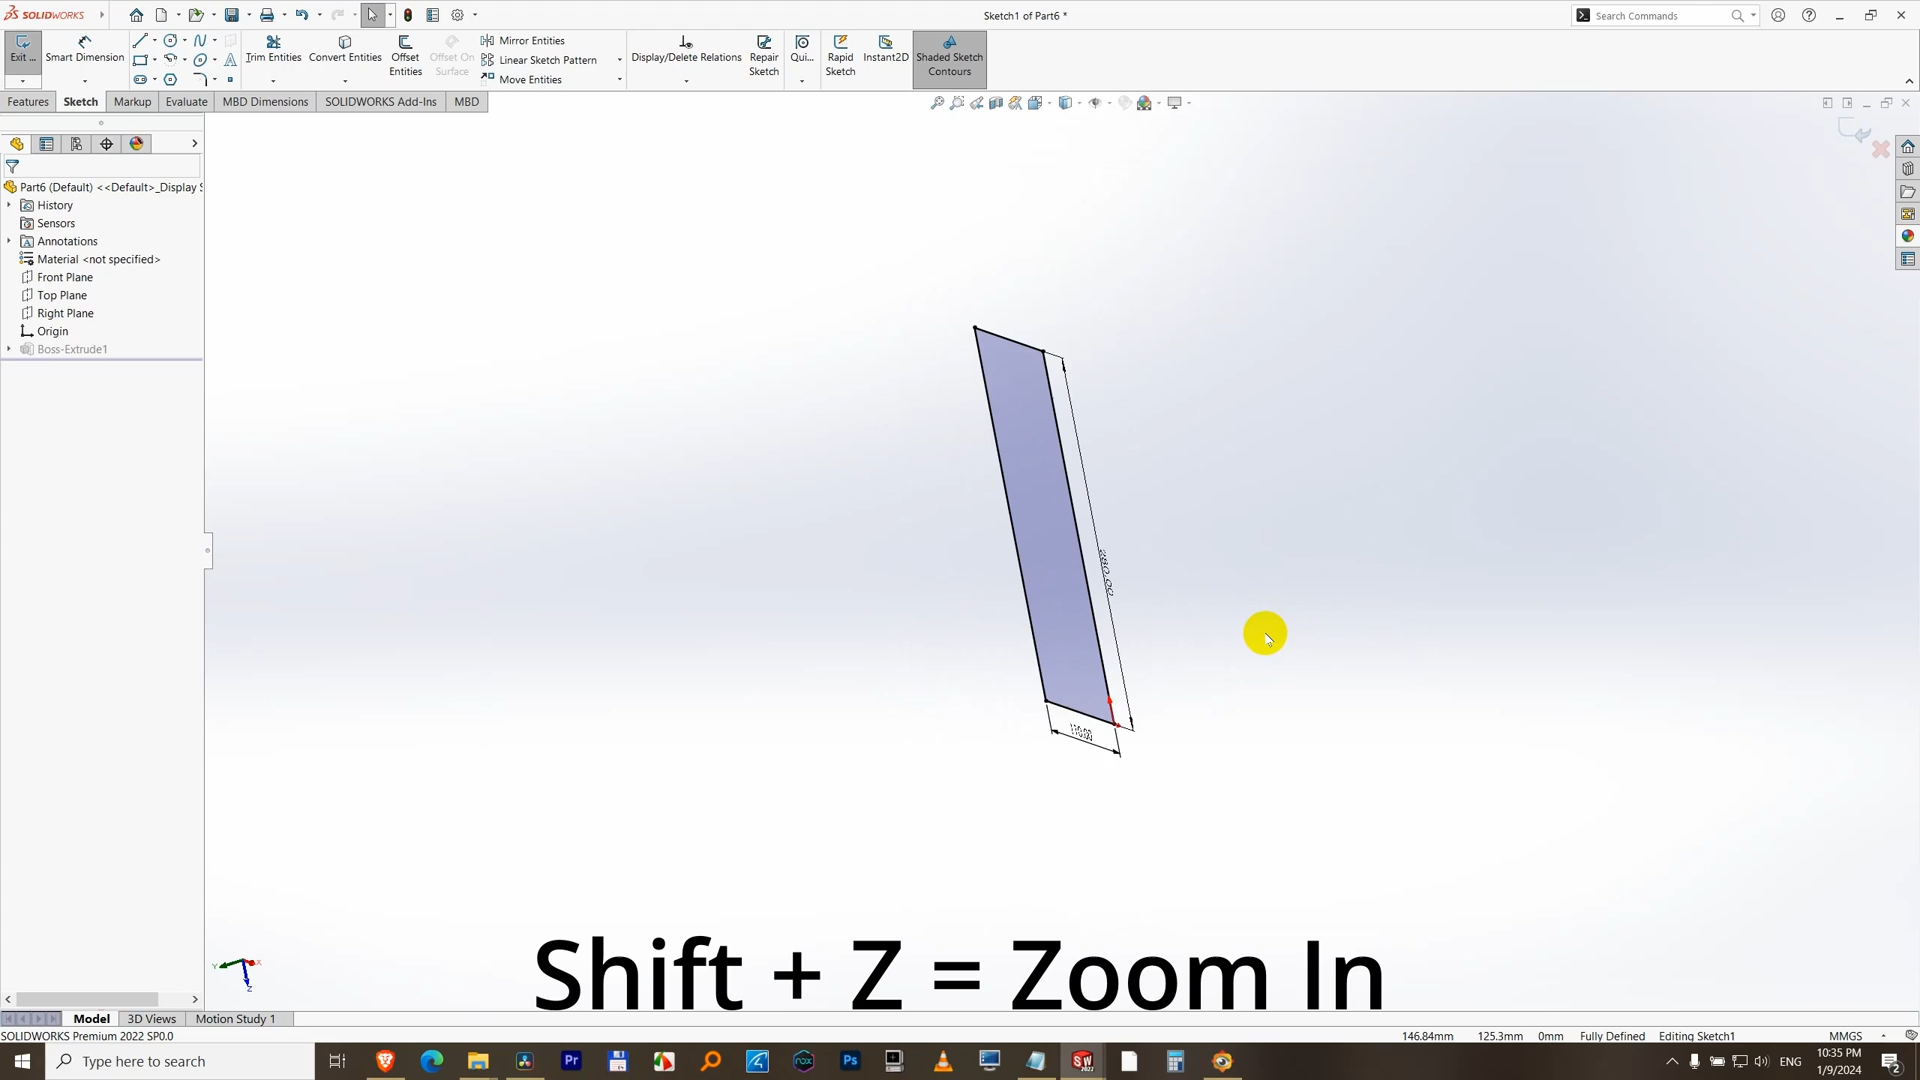 SOLIDWORKS
Sketch1 of Part6 *
Search Commands
Exit ...
Smart Dimension
Trim Entities
Convert Entities
Offset Entities
Offset On Surface
Mirror Entities
Linear Sketch Pattern
Move Entities
Display/Delete Relations
Repair Sketch
Qui...
Rapid Sketch
Instant2D
Shaded Sketch Contours
Features
Sketch
Markup
Evaluate
MBD Dimensions
SOLIDWORKS Add-Ins
MBD
Part6 (Default) <<Default>_Display S
History
Sensors
Annotations
Material <not specified>
Front Plane
Top Plane
Right Plane
Origin
Boss-Extrude1
280.00
110.00
Y
X
Z
Shift + Z = Zoom In
Model
3D Views
Motion Study 1
SOLIDWORKS Premium 2022 SP0.0
146.84mm
125.3mm
0mm
Fully Defined
Editing Sketch1
MMGS
Type here to search
ENG
10:35 PM
1/9/2024
2